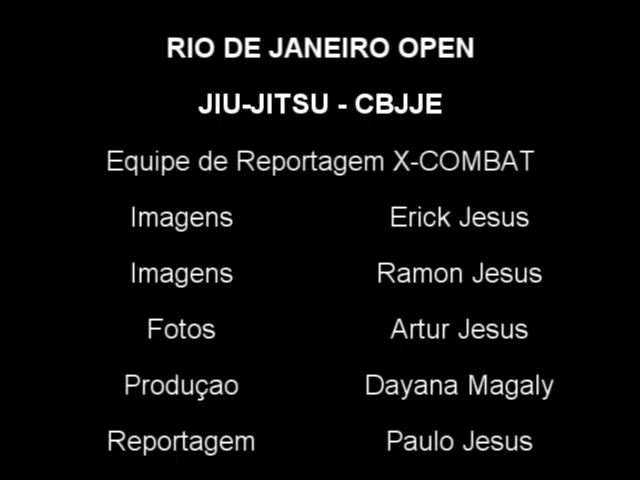 RIO DE JANEIRO OPEN
JIU-JITSU - CBJJE
Equipe de Reportagem X-COMBAT
Imagens Erick Jesus
Imagens Ramon Jesus
Fotos Artur Jesus
Produçao Dayana Magaly
Reportagem Paulo Jesus